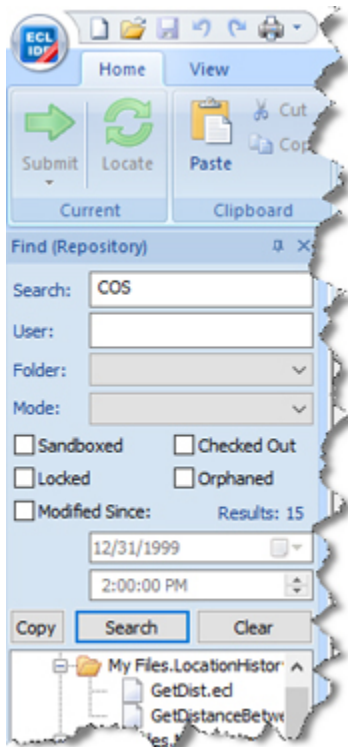 ECL
IDE
Home View
Submit Locate Paste Cut
Current Clipboard
Find (Repository)
Search: COS
User:
Folder:
Mode:
Sandboxed Checked Out
Locked Orphaned
Modified Since: Results: 15
12/31/1999
2:00:00 PM
Copy Search Clear
My Files.LocationHistor
GetDist.ecl
GetDistanceBetwe